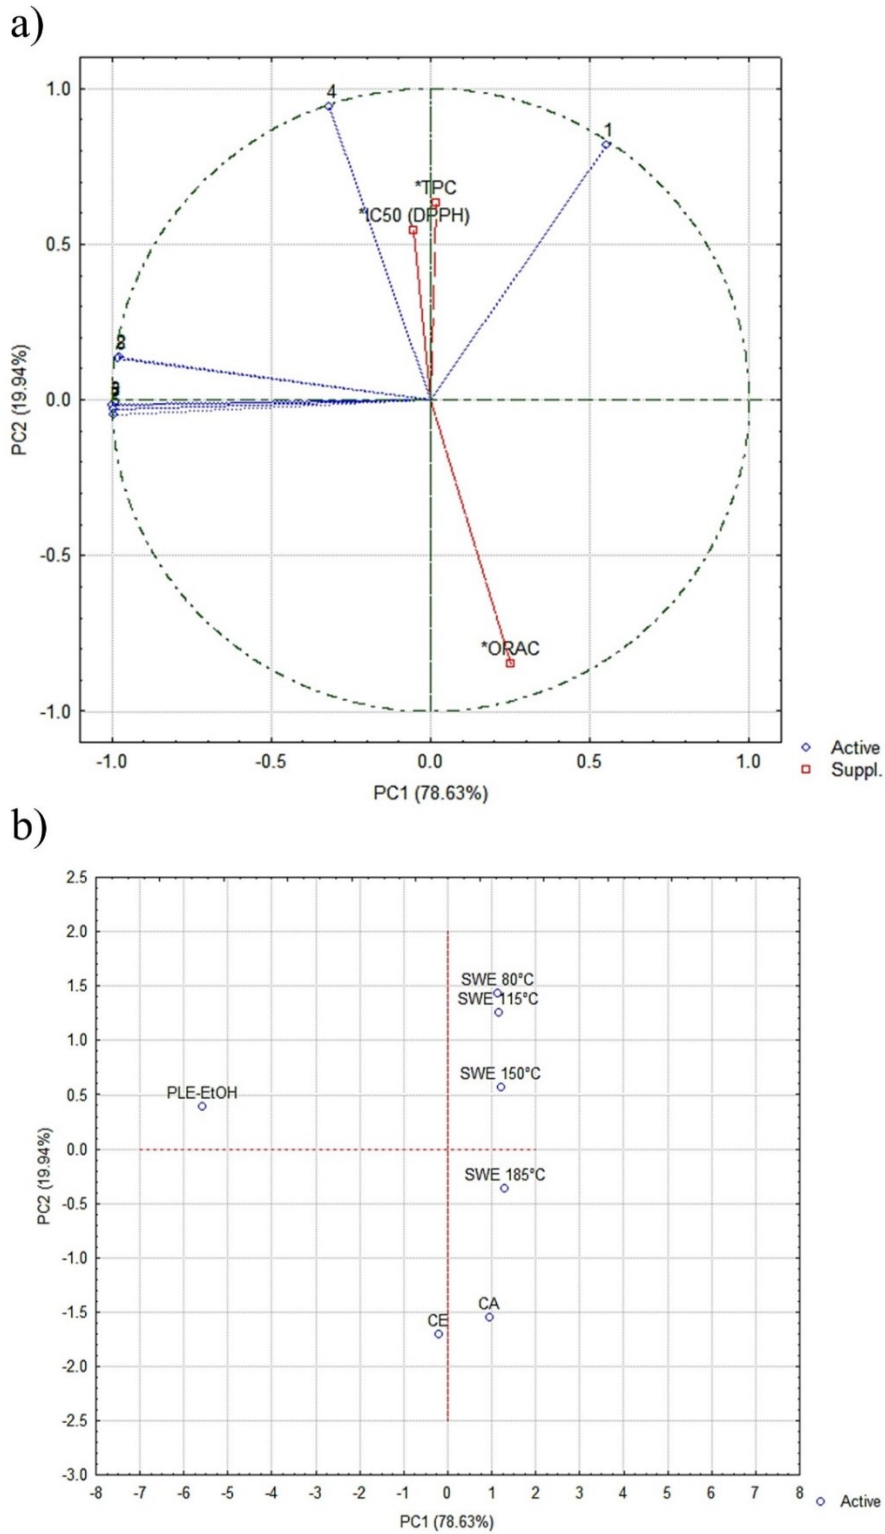 a)
1.0
4
1
*TPC
*IC50 (DPPH)
0.5
PC2 (19.94%)
0.0
-0.5
*ORAC
-1.0
-1.0 -0.5 0.0 0.5 1.0
PC1 (78.63%)
Active
Suppl.
b)
2.5
2.0
1.5
SWE 80°C
SWE 115°C
1.0
SWE 150°C
0.5
PLE-EtOH
0.0
PC2 (19.94%)
SWE 185°C
-0.5
-1.0
-1.5
CA
CE
-2.0
-2.5
-3.0
-8 -7 -6 -5 -4 -3 -2 -1 0 1 2 3 4 5 6 7 8
PC1 (78.63%)
Active